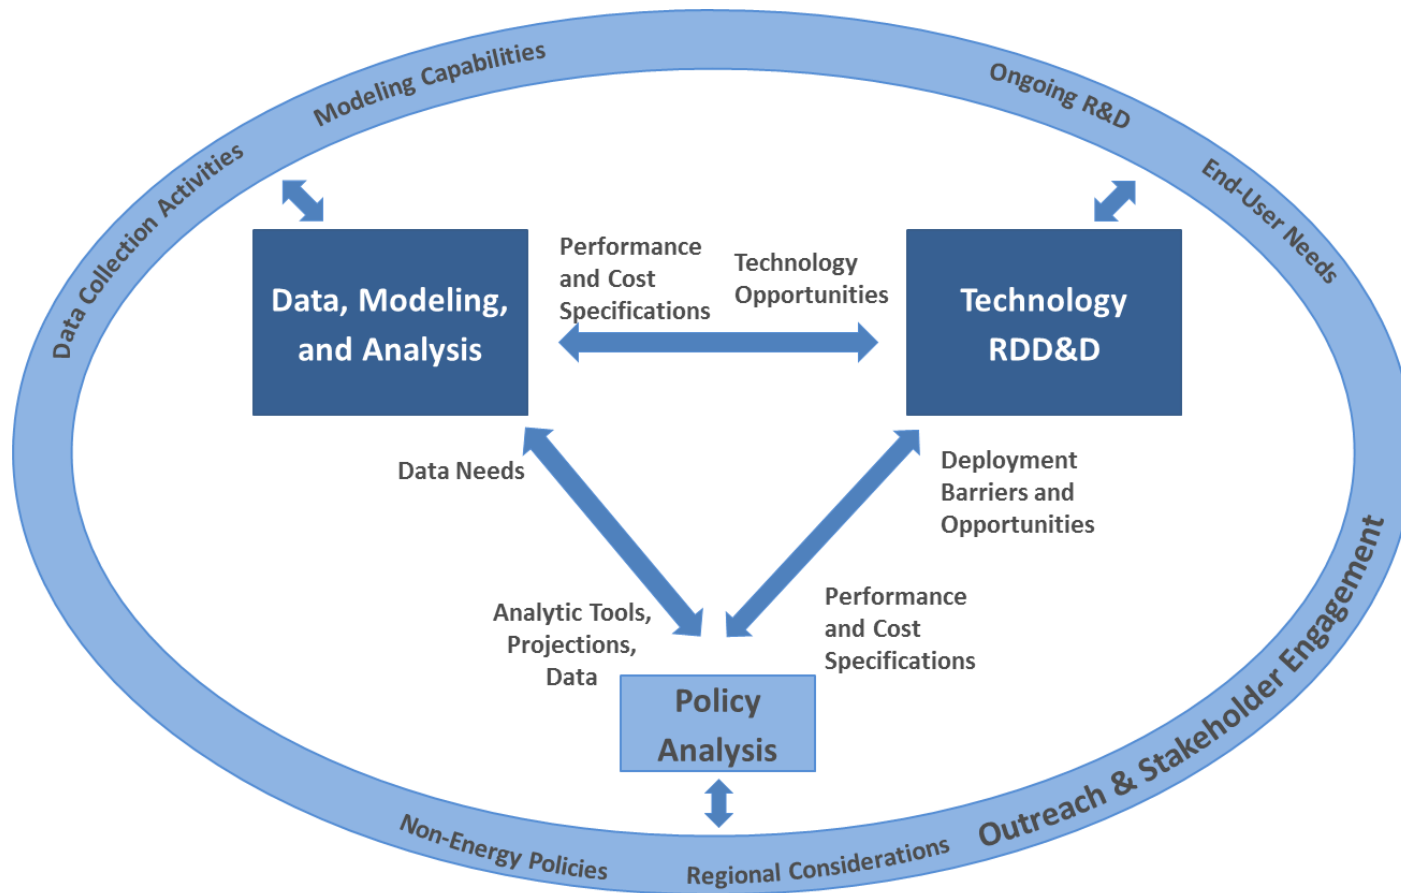 Modeling Capabilities
Ongoing R&D
Data Collection Activities
End-User Needs
Data, Modeling,
and Analysis
Performance
and Cost
Specifications
Technology
Opportunities
Technology
RDD&D
Data Needs
Deployment
Barriers and
Opportunities
Analytic Tools,
Projections,
Data
Performance
and Cost
Specifications
Policy
Analysis
Outreach & Stakeholder Engagement
Non-Energy Policies
Regional Considerations